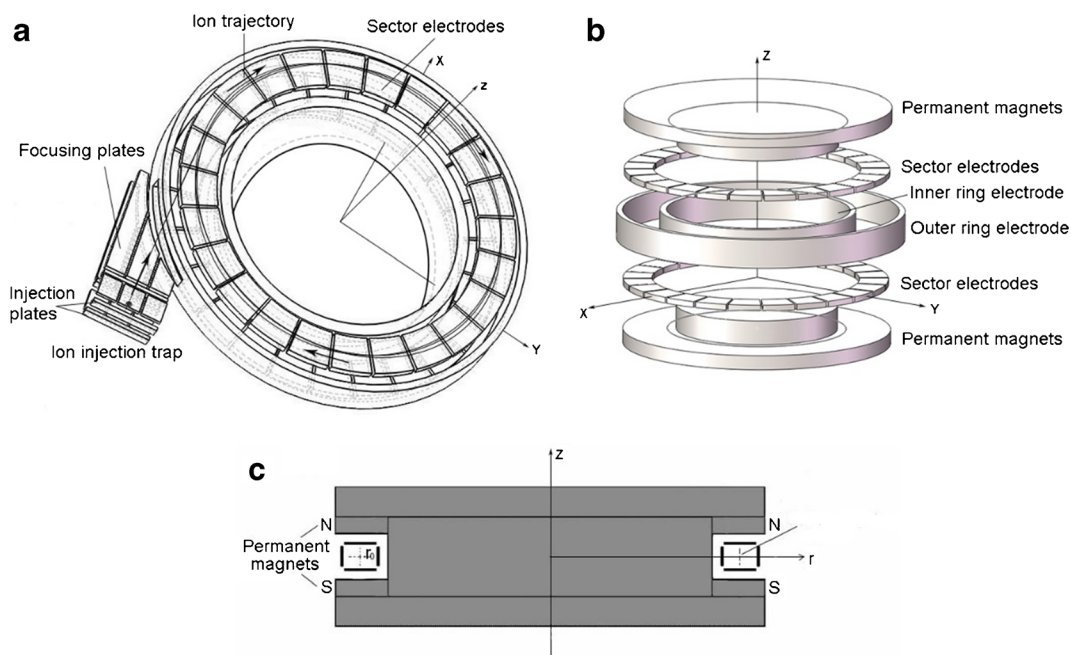 a
Ion trajectory
Sector electrodes
X
Z
Focusing plates
Injection
plates
Ion injection trap
Y
b
Z
Permanent magnets
Sector electrodes
Inner ring electrode
Outer ring electrode
Sector electrodes
X
Y
Permanent magnets
c
Z
N
N
Permanent
magnets
r₀
r
S
S